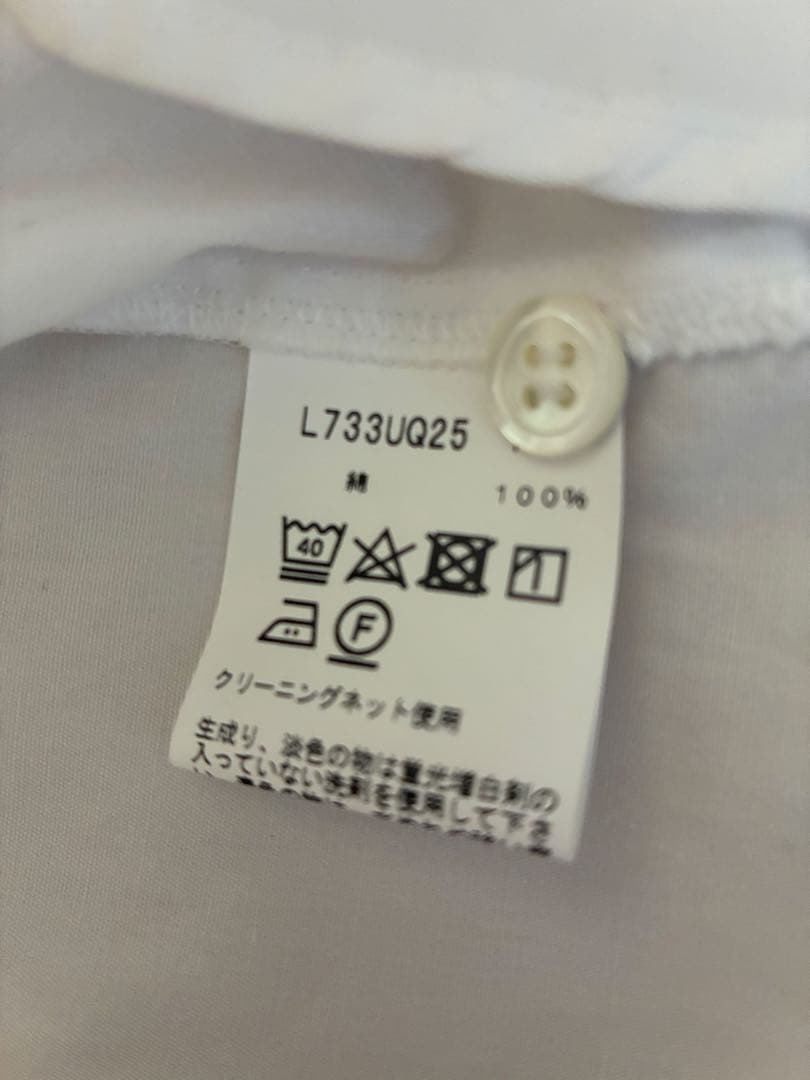 L733UQ25
綿 100%
40
F
クリーニングネット使用
生成り、淡色の物は蛍光増白剤の
入っていない洗剤を使用して下さ